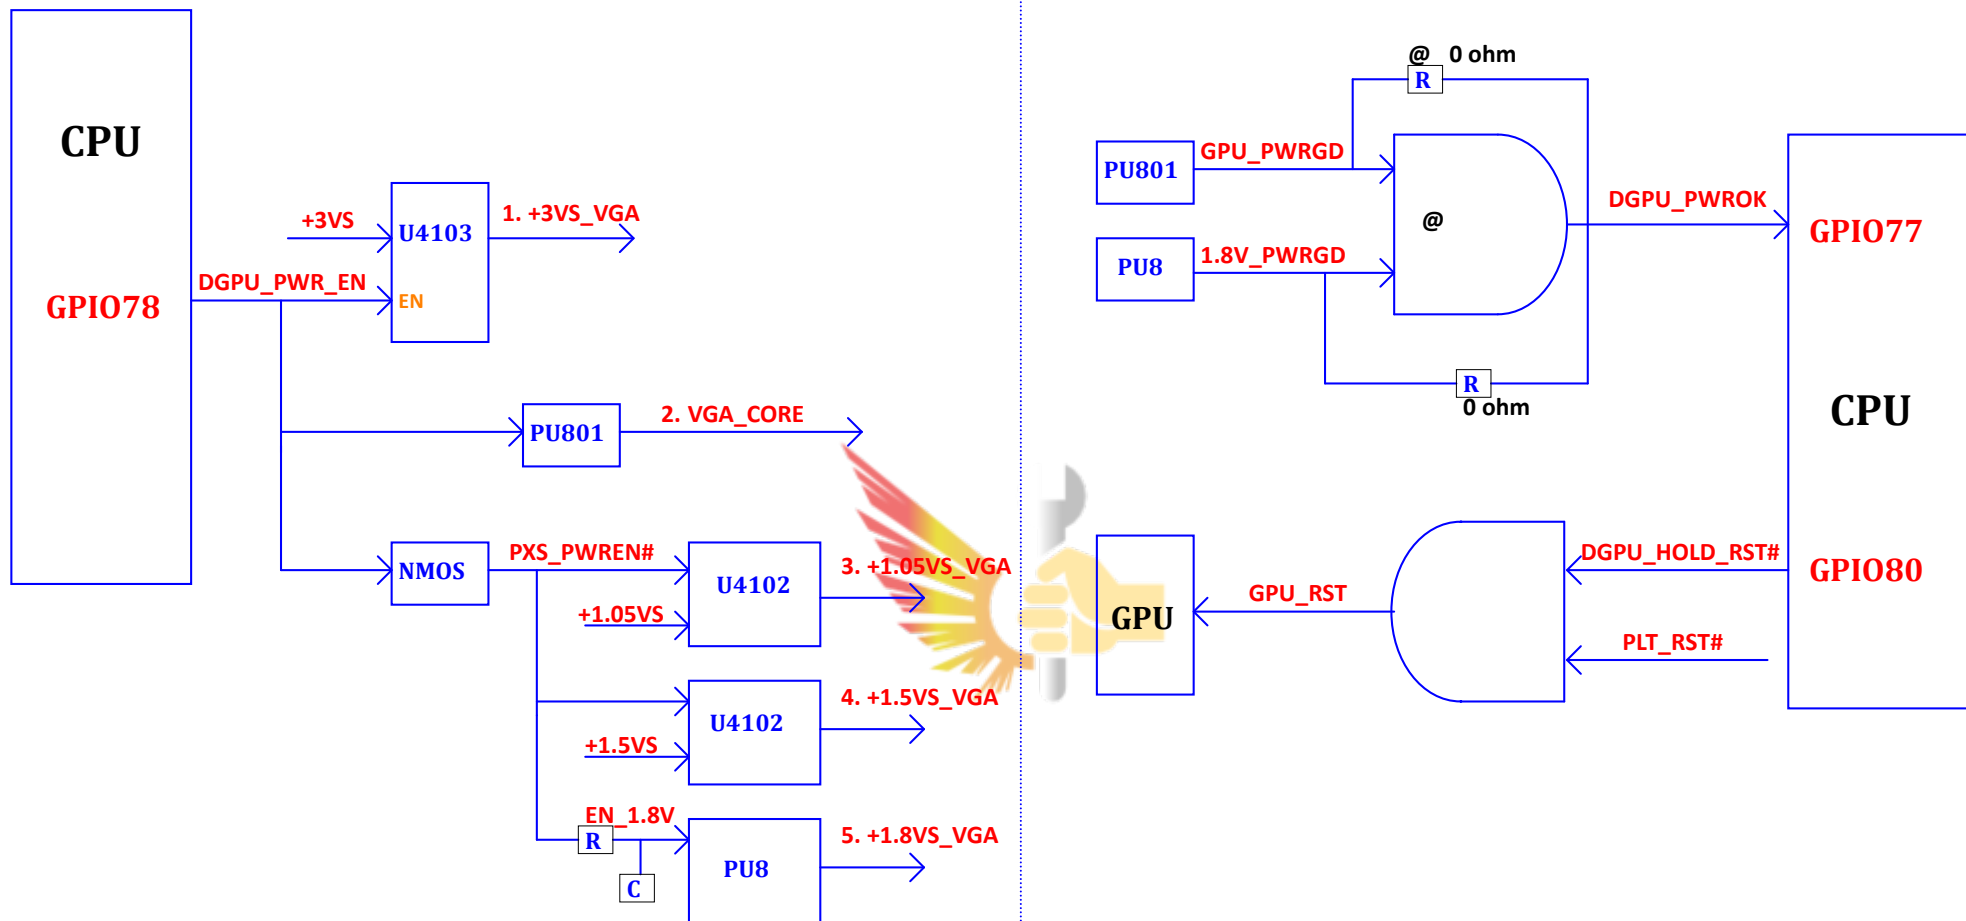 CPU
GPIO78
+3VS
U4103
1. +3VS_VGA
DGPU_PWR_EN
EN
PU801
2. VGA_CORE
NMOS
PXS_PWREN#
U4102
3. +1.05VS_VGA
+1.05VS
U4102
4. +1.5VS_VGA
+1.5VS
EN_1.8V
R
C
PU8
5. +1.8VS_VGA
@ 0 ohm
R
PU801
GPU_PWRGD
@
DGPU_PWROK
GPIO77
PU8
1.8V_PWRGD
R
0 ohm
CPU
DGPU_HOLD_RST#
GPIO80
GPU_RST
GPU
PLT_RST#